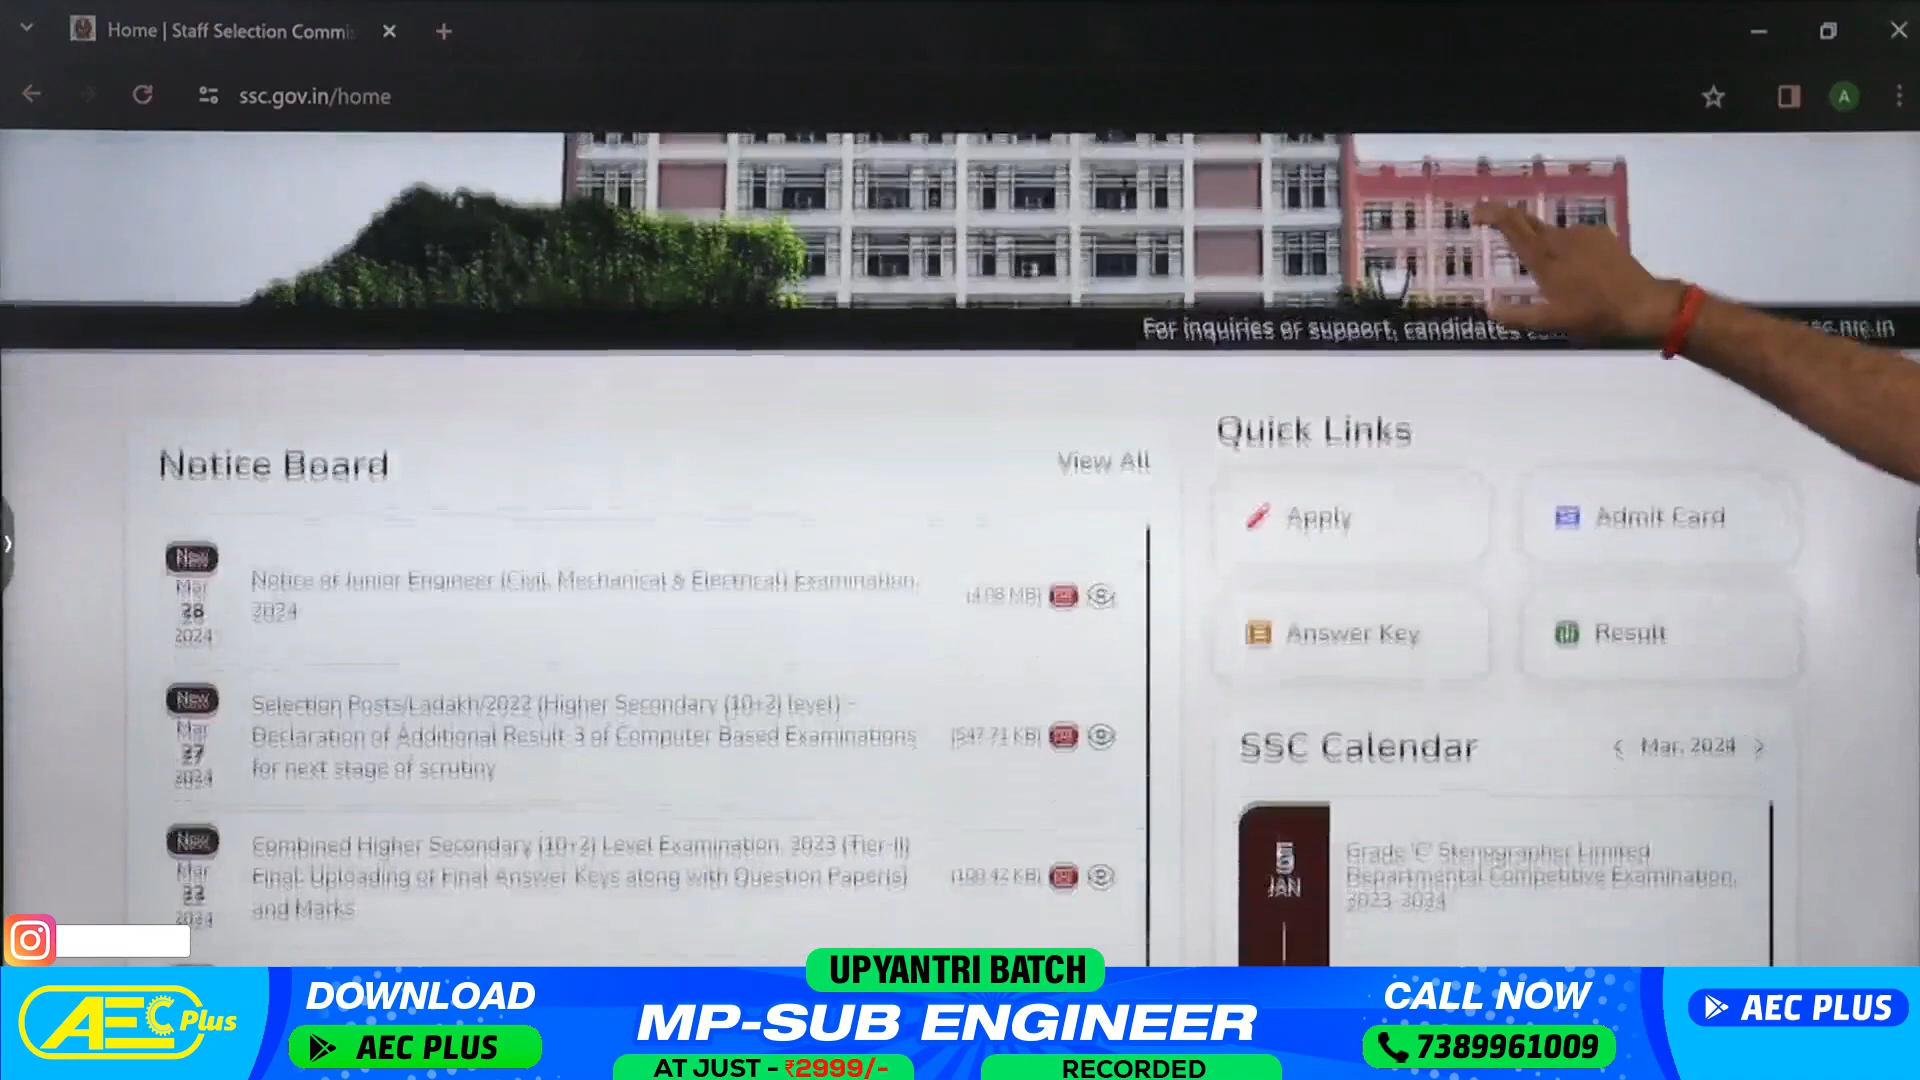 Home | Staff Selection Commi
ssc.gov.in/home
A
For inquiries or support, candidates
ssc.nic.in
Notice Board
View All
New
Mar
28
2024
Notice of Junior Engineer (Civil, Mechanical & Electrical) Examination,
2024
(4.08 MB)
New
Mar
27
2024
Selection Posts/Ladakh/2022 (Higher Secondary (10+2) level) -
Declaration of Additional Result-3 of Computer Based Examinations
for next stage of scrutiny
(547.71 KB)
New
Mar
2024
Combined Higher Secondary (10+2) Level Examination, 2023 (Tier-II)
Final: Uploading of Final Answer Keys along with Question Paper(s)
and Marks
Quick Links
Apply
Admit Card
Answer Key
Result
SSC Calendar
Mar, 2024
5
JAN
Grade 'C' Stenographer Limited
Departmental Competitive Examination,
2023-2024
UPYANTRI BATCH
AEC Plus
DOWNLOAD
AEC PLUS
MP-SUB ENGINEER
AT JUST - ₹2999/-
RECORDED
CALL NOW
7389961009
AEC PLUS